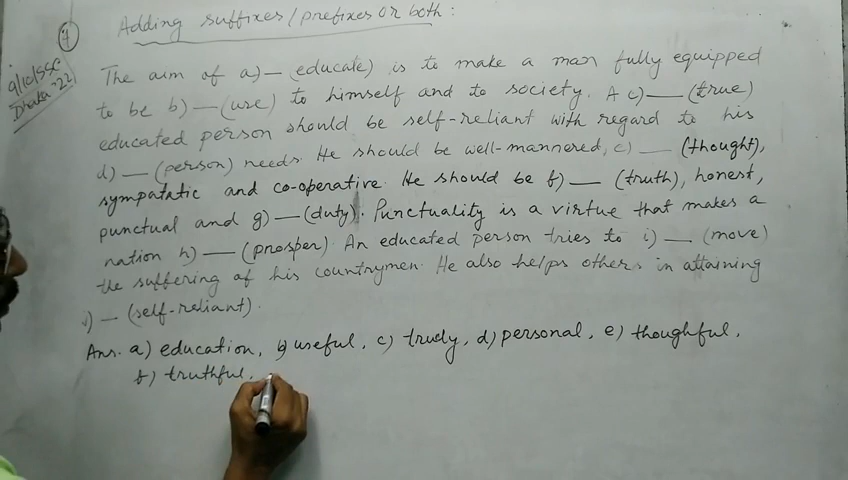 7 Adding suffixes/prefixes or both:
9/10/SSC
Dhaka-'22
The aim of a)— (educate) is to make a man fully equipped
to be b)—(use) to himself and to society. A c)— (true)
educated person should be self-reliant with regard to his
d)— (person) needs. He should be well-mannered, e)— (thought),
sympatatic and co-operative. He should be f)— (truth), honest,
punctual and g)—(duty). Punctuality is a virtue that makes a
nation h)— (prosper). An educated person tries to i)— (move)
the suffering of his countrymen. He also helps others in attaining
j)— (self-reliant).
Ans. a) education, b) useful, c) truely, d) personal, e) thoughful,
f) truthful,